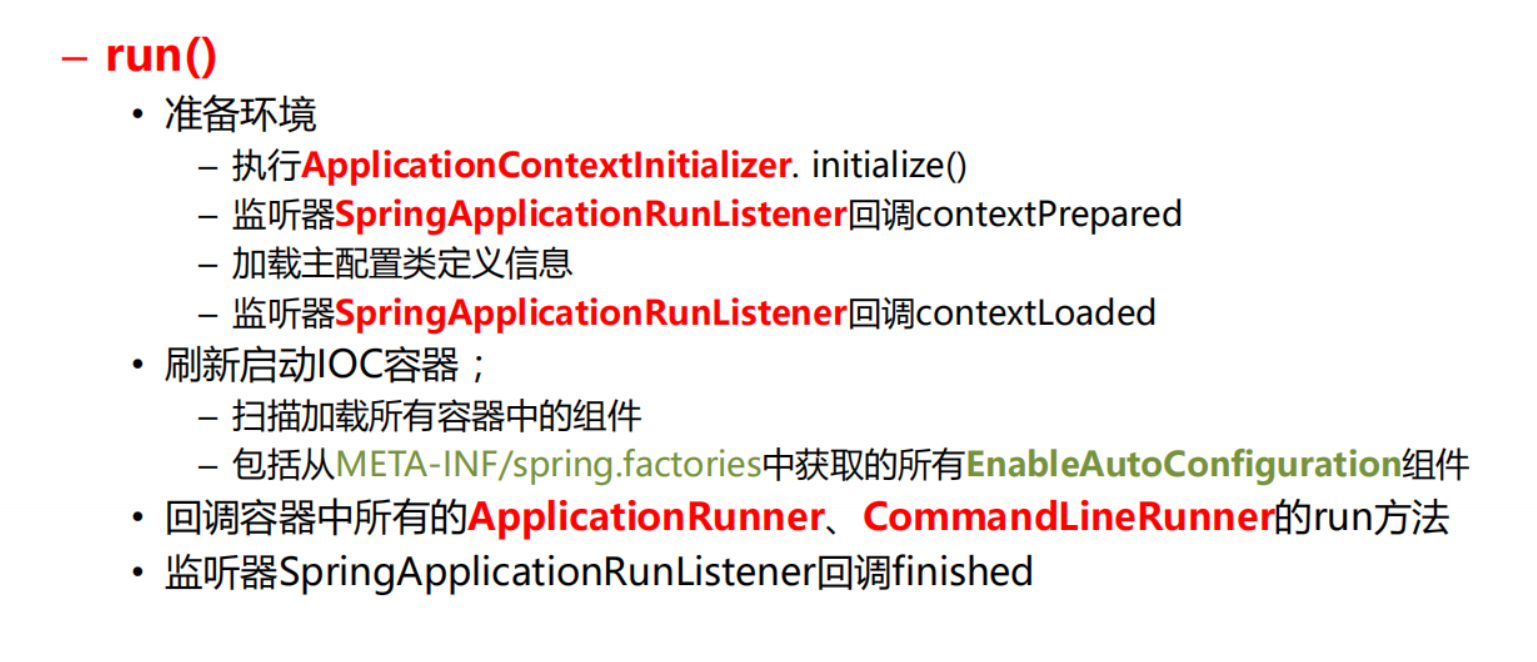 – run()
• 准备环境
– 执行ApplicationContextInitializer. initialize()
– 监听器SpringApplicationRunListener回调contextPrepared
– 加载主配置类定义信息
– 监听器SpringApplicationRunListener回调contextLoaded
• 刷新启动IOC容器；
– 扫描加载所有容器中的组件
– 包括从META-INF/spring.factories中获取的所有EnableAutoConfiguration组件
• 回调容器中所有的ApplicationRunner、CommandLineRunner的run方法
• 监听器SpringApplicationRunListener回调finished